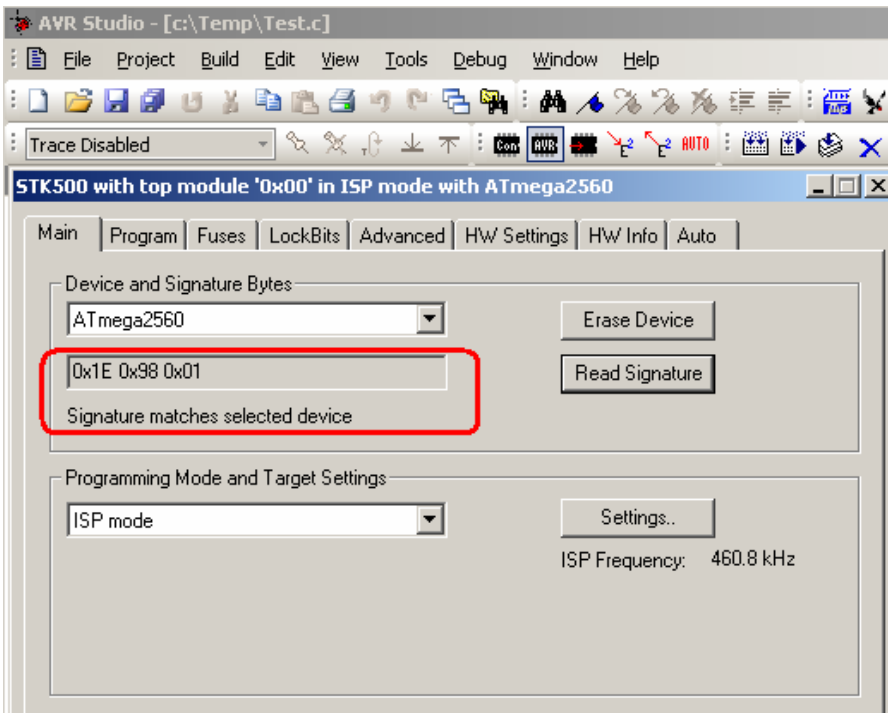 AVR Studio - [c:\Temp\Test.c]
File Project Build Edit View Tools Debug Window Help
Trace Disabled Con AVR AUTO
STK500 with top module '0x00' in ISP mode with ATmega2560
Main Program Fuses LockBits Advanced HW Settings HW Info Auto
Device and Signature Bytes
ATmega2560 Erase Device
0x1E 0x98 0x01 Read Signature
Signature matches selected device
Programming Mode and Target Settings
ISP mode Settings..
ISP Frequency: 460.8 kHz